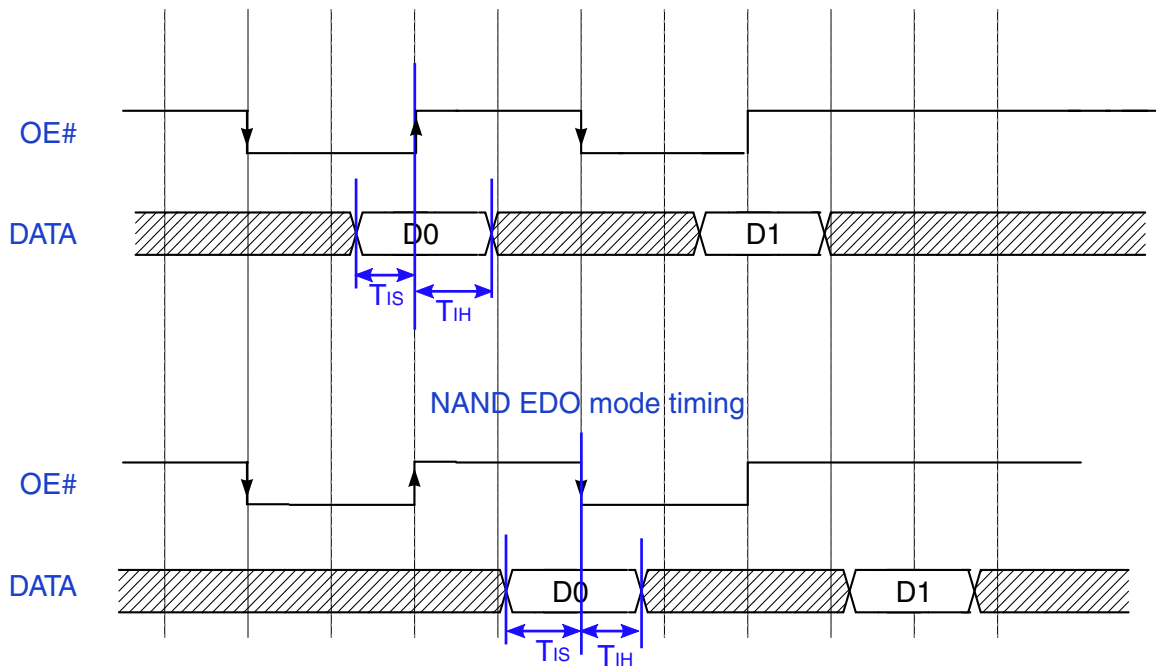 OE#
DATA
D0
D1
TIS
TIH
NAND EDO mode timing
OE#
DATA
D0
D1
TIS
TIH